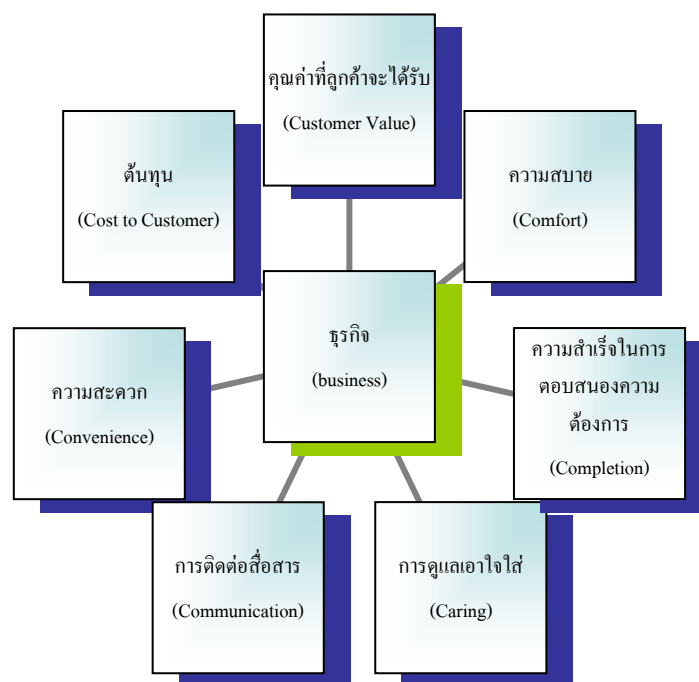 คุณค่าที่ลูกค้าจะได้รับ
(Customer Value)
ต้นทุน
(Cost to Customer)
ความสบาย
(Comfort)
ธุรกิจ
(business)
ความสะดวก
(Convenience)
ความสำเร็จในการ
ตอบสนองความ
ต้องการ
(Completion)
การติดต่อสื่อสาร
(Communication)
การดูแลเอาใจใส่
(Caring)